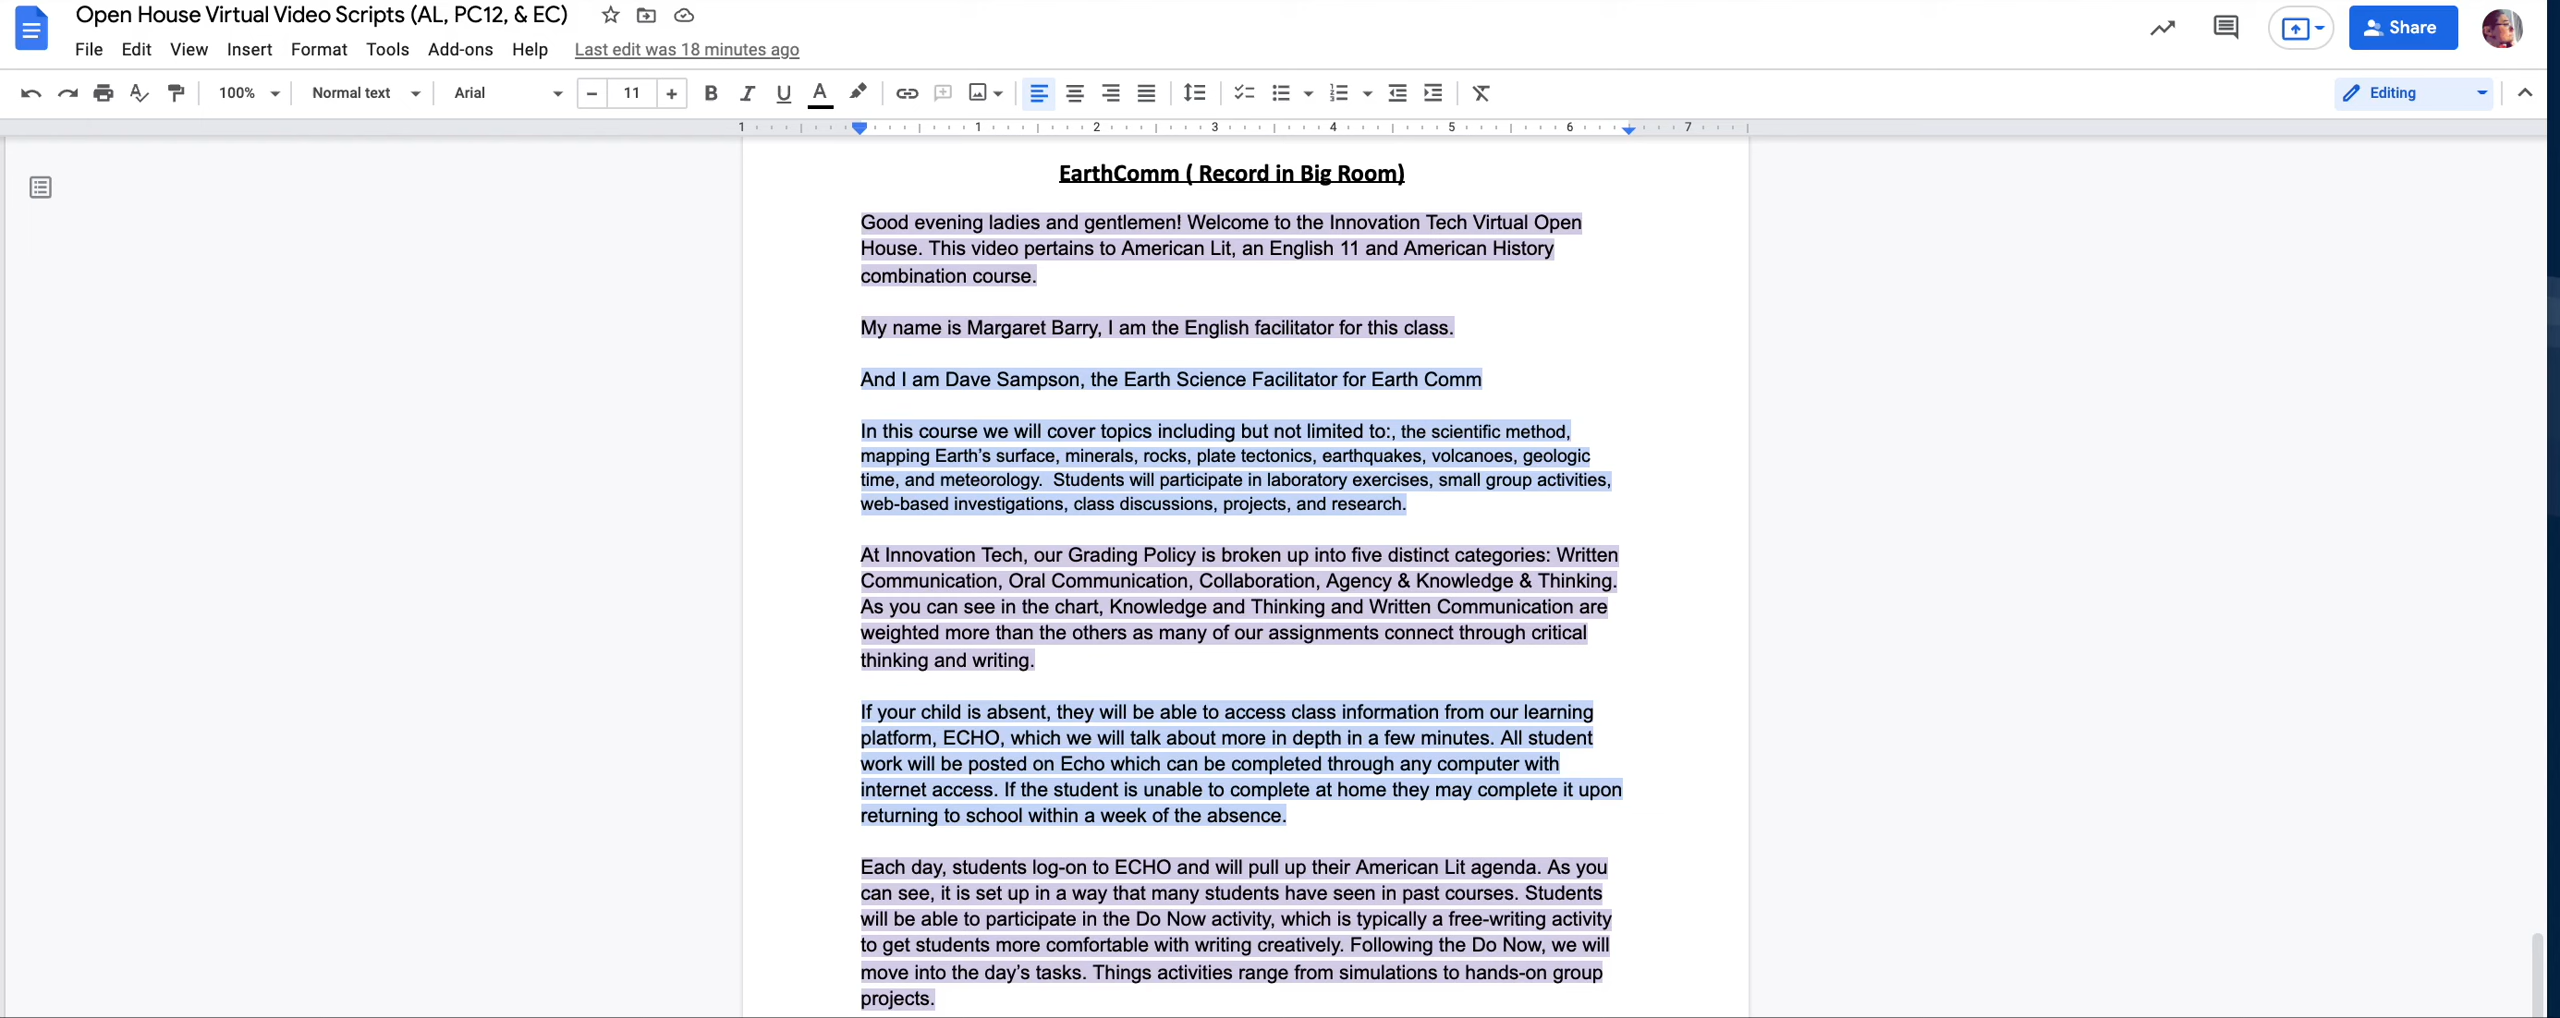 Open House Virtual Video Scripts (AL, PC12, & EC)
File Edit View Insert Format Tools Add-ons Help Last edit was 18 minutes ago
Share
100% Normal text Arial − 11 + B I U A Editing
1 1 2 3 4 5 6 7
EarthComm ( Record in Big Room)
Good evening ladies and gentlemen! Welcome to the Innovation Tech Virtual Open
House. This video pertains to American Lit, an English 11 and American History
combination course.
My name is Margaret Barry, I am the English facilitator for this class.
And I am Dave Sampson, the Earth Science Facilitator for Earth Comm
In this course we will cover topics including but not limited to:, the scientific method,
mapping Earth’s surface, minerals, rocks, plate tectonics, earthquakes, volcanoes, geologic
time, and meteorology.  Students will participate in laboratory exercises, small group activities,
web-based investigations, class discussions, projects, and research.
At Innovation Tech, our Grading Policy is broken up into five distinct categories: Written
Communication, Oral Communication, Collaboration, Agency & Knowledge & Thinking.
As you can see in the chart, Knowledge and Thinking and Written Communication are
weighted more than the others as many of our assignments connect through critical
thinking and writing.
If your child is absent, they will be able to access class information from our learning
platform, ECHO, which we will talk about more in depth in a few minutes. All student
work will be posted on Echo which can be completed through any computer with
internet access. If the student is unable to complete at home they may complete it upon
returning to school within a week of the absence.
Each day, students log-on to ECHO and will pull up their American Lit agenda. As you
can see, it is set up in a way that many students have seen in past courses. Students
will be able to participate in the Do Now activity, which is typically a free-writing activity
to get students more comfortable with writing creatively. Following the Do Now, we will
move into the day’s tasks. Things activities range from simulations to hands-on group
projects.